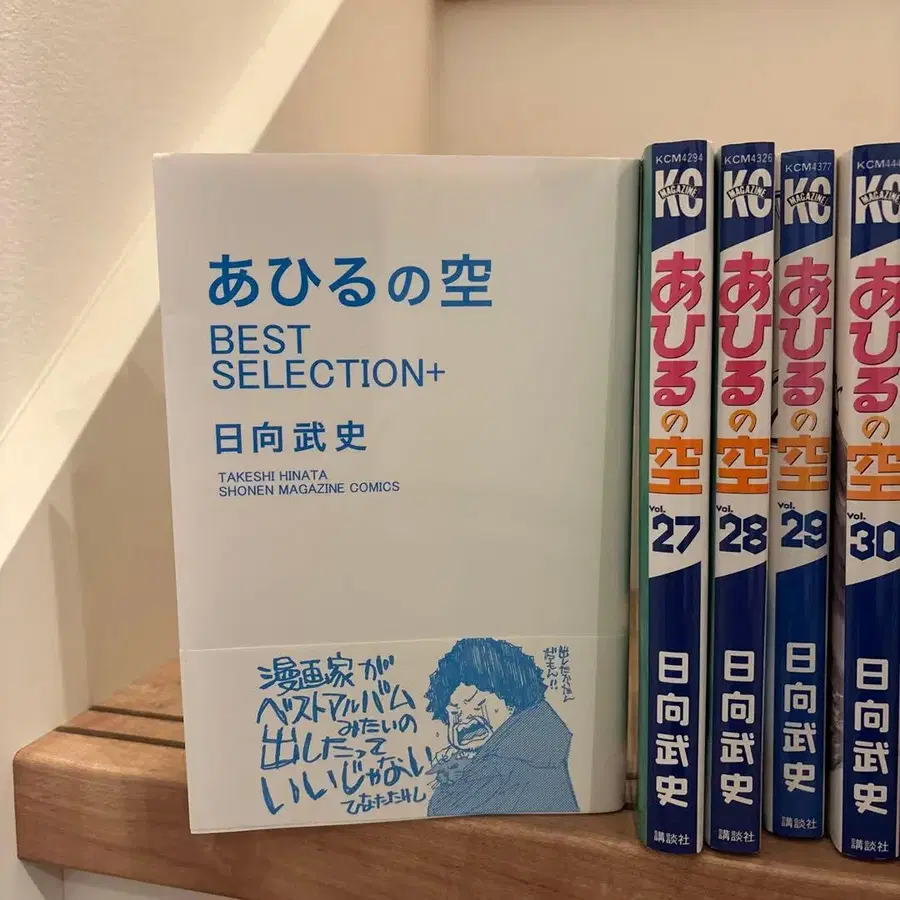 あひるの空
BEST
SELECTION+
日向武史
TAKESHI HINATA
SHONEN MAGAZINE COMICS
漫画家が
ベストアルバム
みたいの
出したって
いいじゃない
ひなたたけし
出したかったんだもん!!
KCM4294
KC
MAGAZINE
あひるの空
vol.
27
日向武史
講談社
KCM4326
KC
MAGAZINE
あひるの空
vol.
28
日向武史
講談社
KCM4377
KC
MAGAZINE
あひるの空
vol.
29
日向武史
講談社
KCM444
KC
MAGAZINE
あひるの空
vol.
30
日向武史
講談社